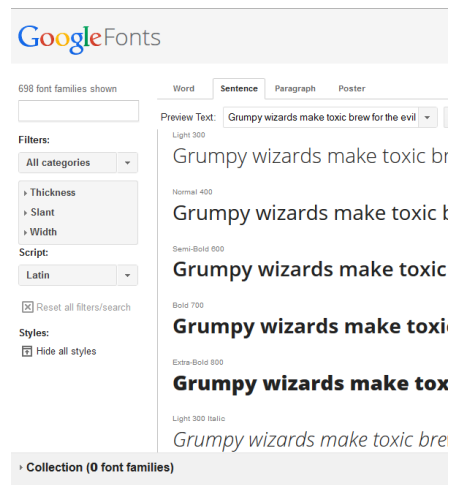 Google Fonts
698 font families shown
Word Sentence Paragraph Poster
Preview Text: Grumpy wizards make toxic brew for the evil
Filters:
All categories
Thickness
Slant
Width
Script:
Latin
Reset all filters/search
Styles:
Hide all styles
Light 300
Grumpy wizards make toxic br
Normal 400
Grumpy wizards make toxic b
Semi-Bold 600
Grumpy wizards make toxic
Bold 700
Grumpy wizards make toxi
Extra-Bold 800
Grumpy wizards make tox
Light 300 Italic
Grumpy wizards make toxic bre
Collection (0 font families)